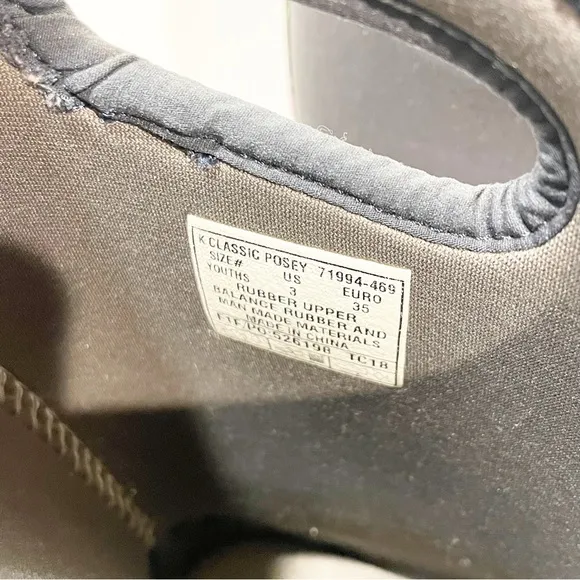 K CLASSIC POSEY 71994-469
SIZE# US EURO
YOUTHS 3 35
RUBBER UPPER
BALANCE RUBBER AND
MAN MADE MATERIALS
MADE IN CHINA
TC18